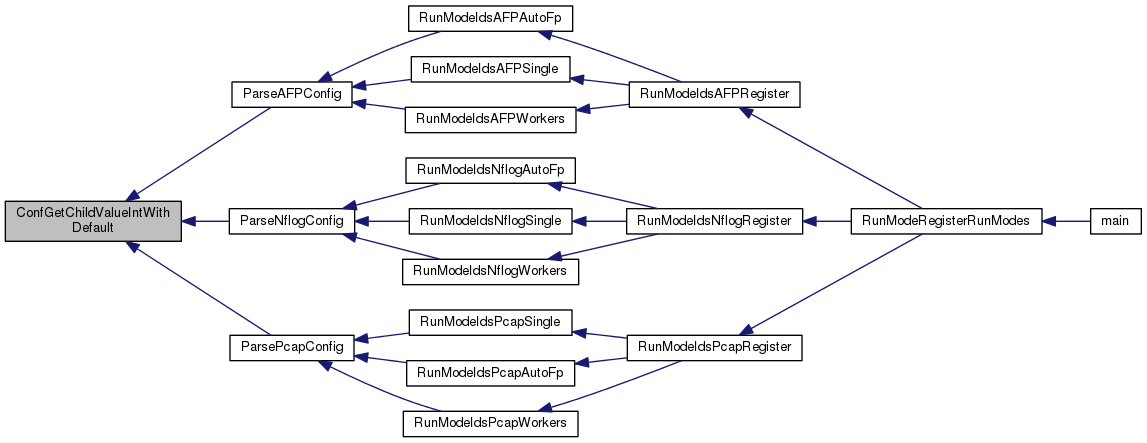 RunModeIdsAFPAutoFp
RunModeIdsAFPSingle
ParseAFPConfig
RunModeIdsAFPRegister
RunModeIdsAFPWorkers
RunModeIdsNflogAutoFp
ConfGetChildValueIntWith
Default
ParseNflogConfig
RunModeIdsNflogSingle
RunModeIdsNflogRegister
RunModeRegisterRunModes
main
RunModeIdsNflogWorkers
RunModeIdsPcapSingle
ParsePcapConfig
RunModeIdsPcapRegister
RunModeIdsPcapAutoFp
RunModeIdsPcapWorkers